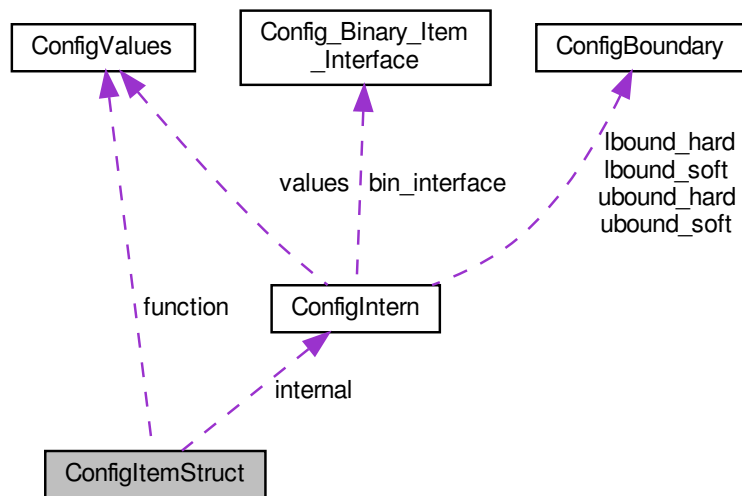 ConfigValues
Config_Binary_Item
_Interface
ConfigBoundary
lbound_hard
lbound_soft
ubound_hard
ubound_soft
values
bin_interface
function
ConfigIntern
internal
ConfigItemStruct